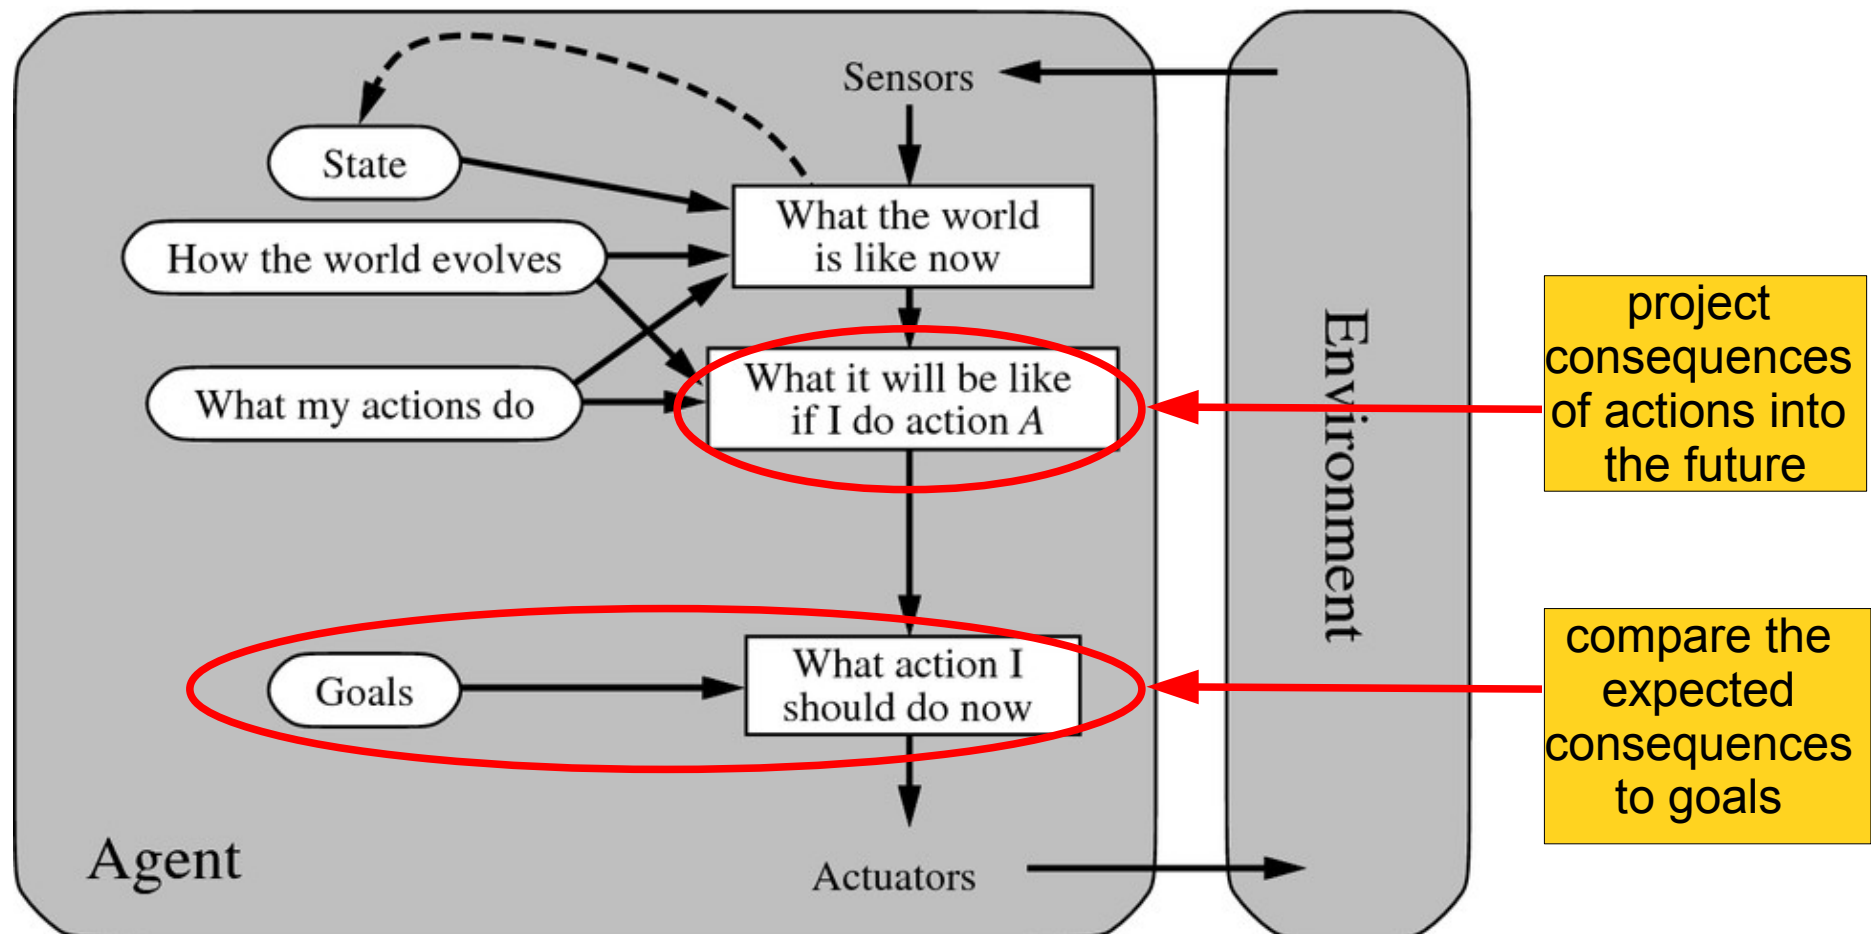 Sensors
State
What the world
is like now
How the world evolves
What it will be like
if I do action A
What my actions do
Goals
What action I
should do now
Agent
Actuators
Environment
project
consequences
of actions into
the future
compare the
expected
consequences
to goals